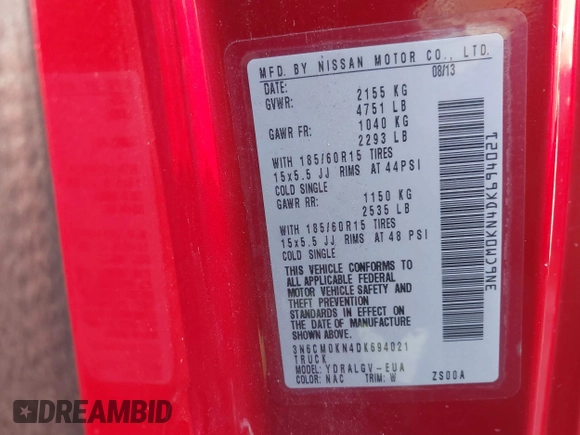 MFD. BY NISSAN MOTOR CO., LTD.
DATE: 08/13
GVWR: 2155 KG
4751 LB
GAWR FR: 1040 KG
2293 LB
WITH 185/60R15 TIRES
15x5.5 JJ RIMS AT 44PSI
COLD SINGLE
GAWR RR: 1150 KG
2535 LB
WITH 185/60R15 TIRES
15x5.5 JJ RIMS AT 48 PSI
COLD SINGLE
THIS VEHICLE CONFORMS TO
ALL APPLICABLE FEDERAL
MOTOR VEHICLE SAFETY AND
THEFT PREVENTION
STANDARDS IN EFFECT ON
THE DATE OF MANUFACTURE
SHOWN ABOVE.
3N6CM0KN4DK694021
TRUCK
MODEL: YDRALGV-EUA
COLOR: NAC TRIM: W ZS00A
3N6CM0KN4DK694021
DREAMBID